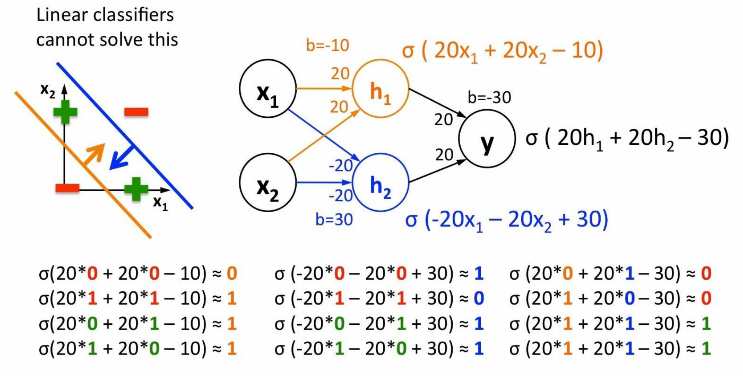 Linear classifiers
cannot solve this
x₂
x₁
b=-10
20
20
x₁
h₁
σ ( 20x₁ + 20x₂ – 10)
b=-30
20
20
y
σ ( 20h₁ + 20h₂ – 30)
x₂
-20
-20
h₂
b=30
σ (-20x₁ – 20x₂ + 30)
σ(20*0 + 20*0 – 10) ≈ 0
σ(20*1 + 20*1 – 10) ≈ 1
σ(20*0 + 20*1 – 10) ≈ 1
σ(20*1 + 20*0 – 10) ≈ 1
σ (-20*0 – 20*0 + 30) ≈ 1
σ (-20*1 – 20*1 + 30) ≈ 0
σ (-20*0 – 20*1 + 30) ≈ 1
σ (-20*1 – 20*0 + 30) ≈ 1
σ (20*0 + 20*1 – 30) ≈ 0
σ (20*1 + 20*0 – 30) ≈ 0
σ (20*1 + 20*1 – 30) ≈ 1
σ (20*1 + 20*1 – 30) ≈ 1